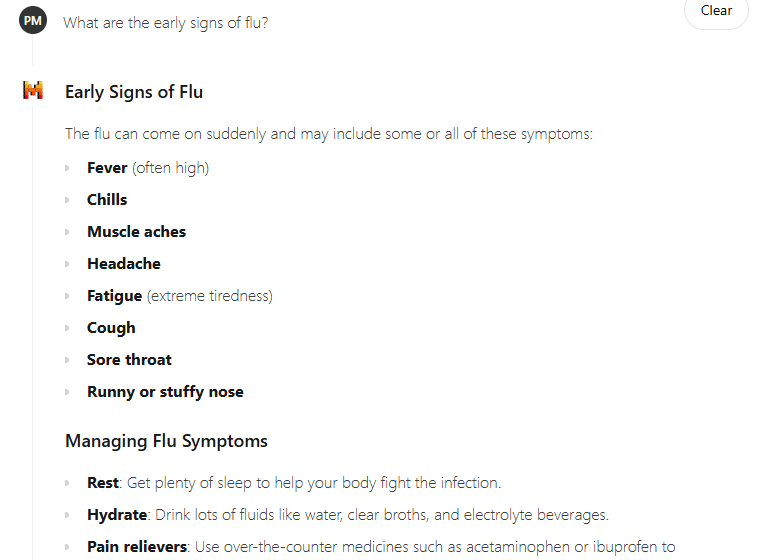 Clear
PM
What are the early signs of flu?
Early Signs of Flu
The flu can come on suddenly and may include some or all of these symptoms:
Fever (often high)
Chills
Muscle aches
Headache
Fatigue (extreme tiredness)
Cough
Sore throat
Runny or stuffy nose
Managing Flu Symptoms
Rest: Get plenty of sleep to help your body fight the infection.
Hydrate: Drink lots of fluids like water, clear broths, and electrolyte beverages.
Pain relievers: Use over-the-counter medicines such as acetaminophen or ibuprofen to